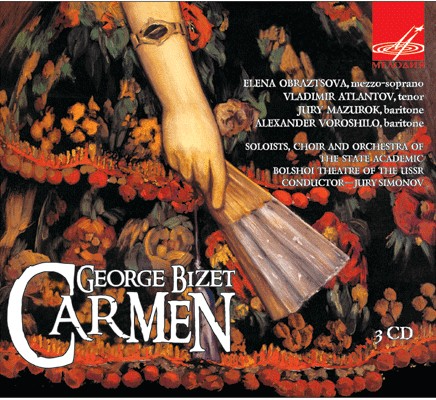 МЕЛОДИЯ
ELENA OBRAZTSOVA, mezzo-soprano
VLADIMIR ATLANTOV, tenor
JURY MAZUROK, baritone
ALEXANDER VOROSHILO, baritone
SOLOISTS, CHOIR AND ORCHESTRA OF
THE STATE ACADEMIC
BOLSHOI THEATRE OF THE USSR
CONDUCTOR – JURY SIMONOV
GEORGE BIZET
CARMEN
3 CD